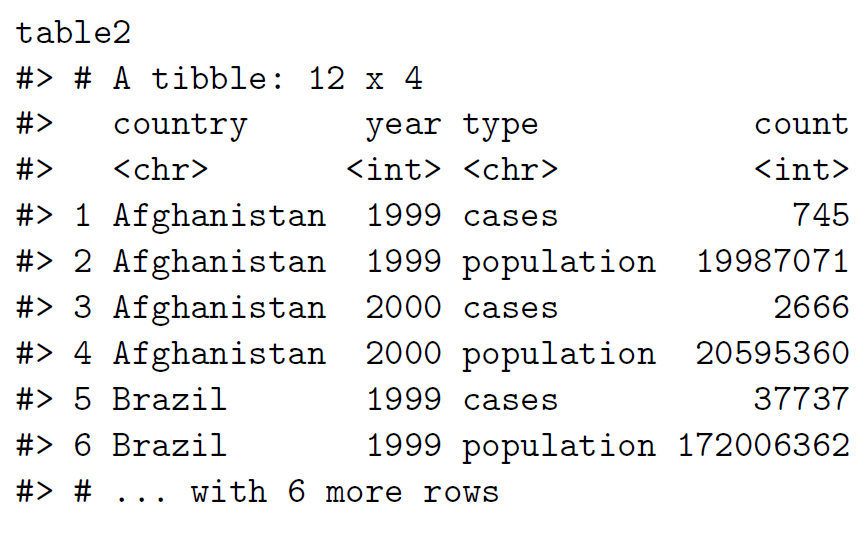 table2
#> # A tibble: 12 x 4
#>   country      year type           count
#>   <chr>       <int> <chr>          <int>
#> 1 Afghanistan  1999 cases            745
#> 2 Afghanistan  1999 population  19987071
#> 3 Afghanistan  2000 cases           2666
#> 4 Afghanistan  2000 population  20595360
#> 5 Brazil       1999 cases          37737
#> 6 Brazil       1999 population 172006362
#> # ... with 6 more rows